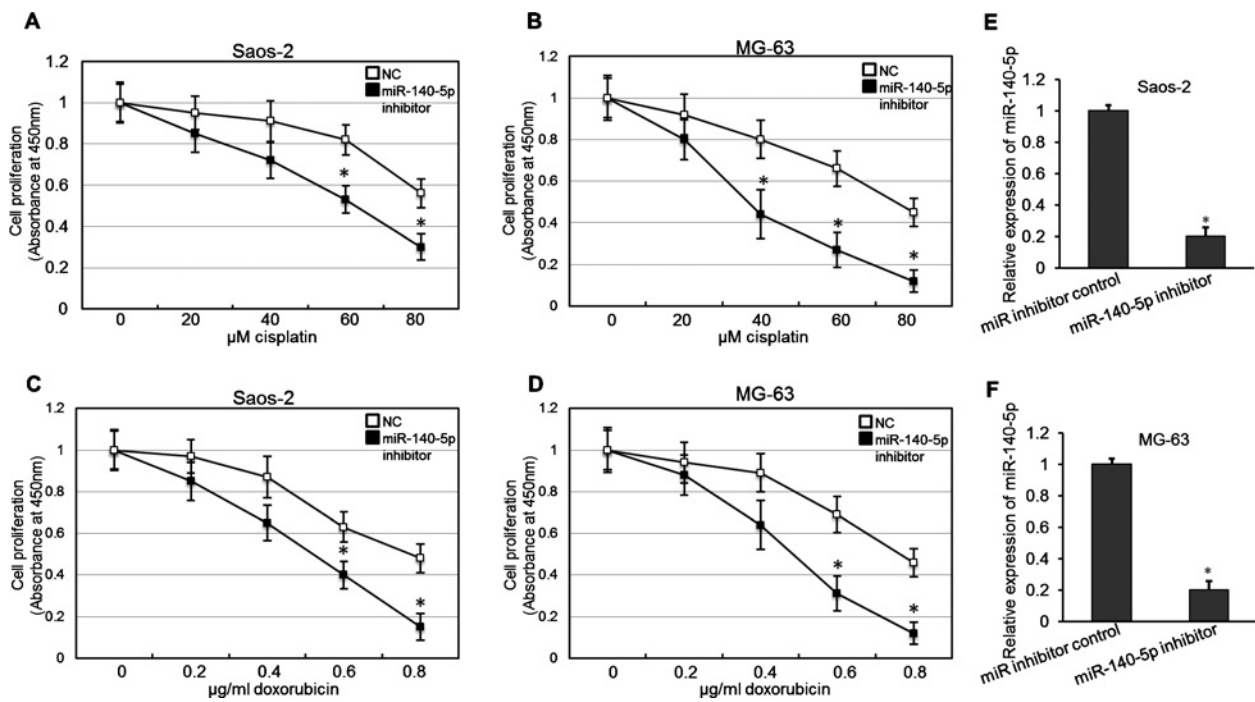 A
Saos-2
NC
miR-140-5p
inhibitor
Cell proliferation
(Absorbance at 450nm)
1.2
1
0.8
0.6
0.4
0.2
0
*
*
0 20 40 60 80
µM cisplatin
B
MG-63
NC
miR-140-5p
inhibitor
Cell proliferation
(Absorbance at 450nm)
1.2
1
0.8
0.6
0.4
0.2
0
*
*
*
0 20 40 60 80
µM cisplatin
E
Saos-2
Relative expression of miR-140-5p
1.2
1
0.8
0.6
0.4
0.2
0
*
miR inhibitor control
miR-140-5p inhibitor
C
Saos-2
NC
miR-140-5p
inhibitor
Cell proliferation
(Absorbance at 450nm)
1.2
1
0.8
0.6
0.4
0.2
0
*
*
0 0.2 0.4 0.6 0.8
µg/ml doxorubicin
D
MG-63
NC
miR-140-5p
inhibitor
Cell proliferation
(Absorbance at 450nm)
1.2
1
0.8
0.6
0.4
0.2
0
*
*
0 0.2 0.4 0.6 0.8
µg/ml doxorubicin
F
MG-63
Relative expression of miR-140-5p
1.2
1
0.8
0.6
0.4
0.2
0
*
miR inhibitor control
miR-140-5p inhibitor